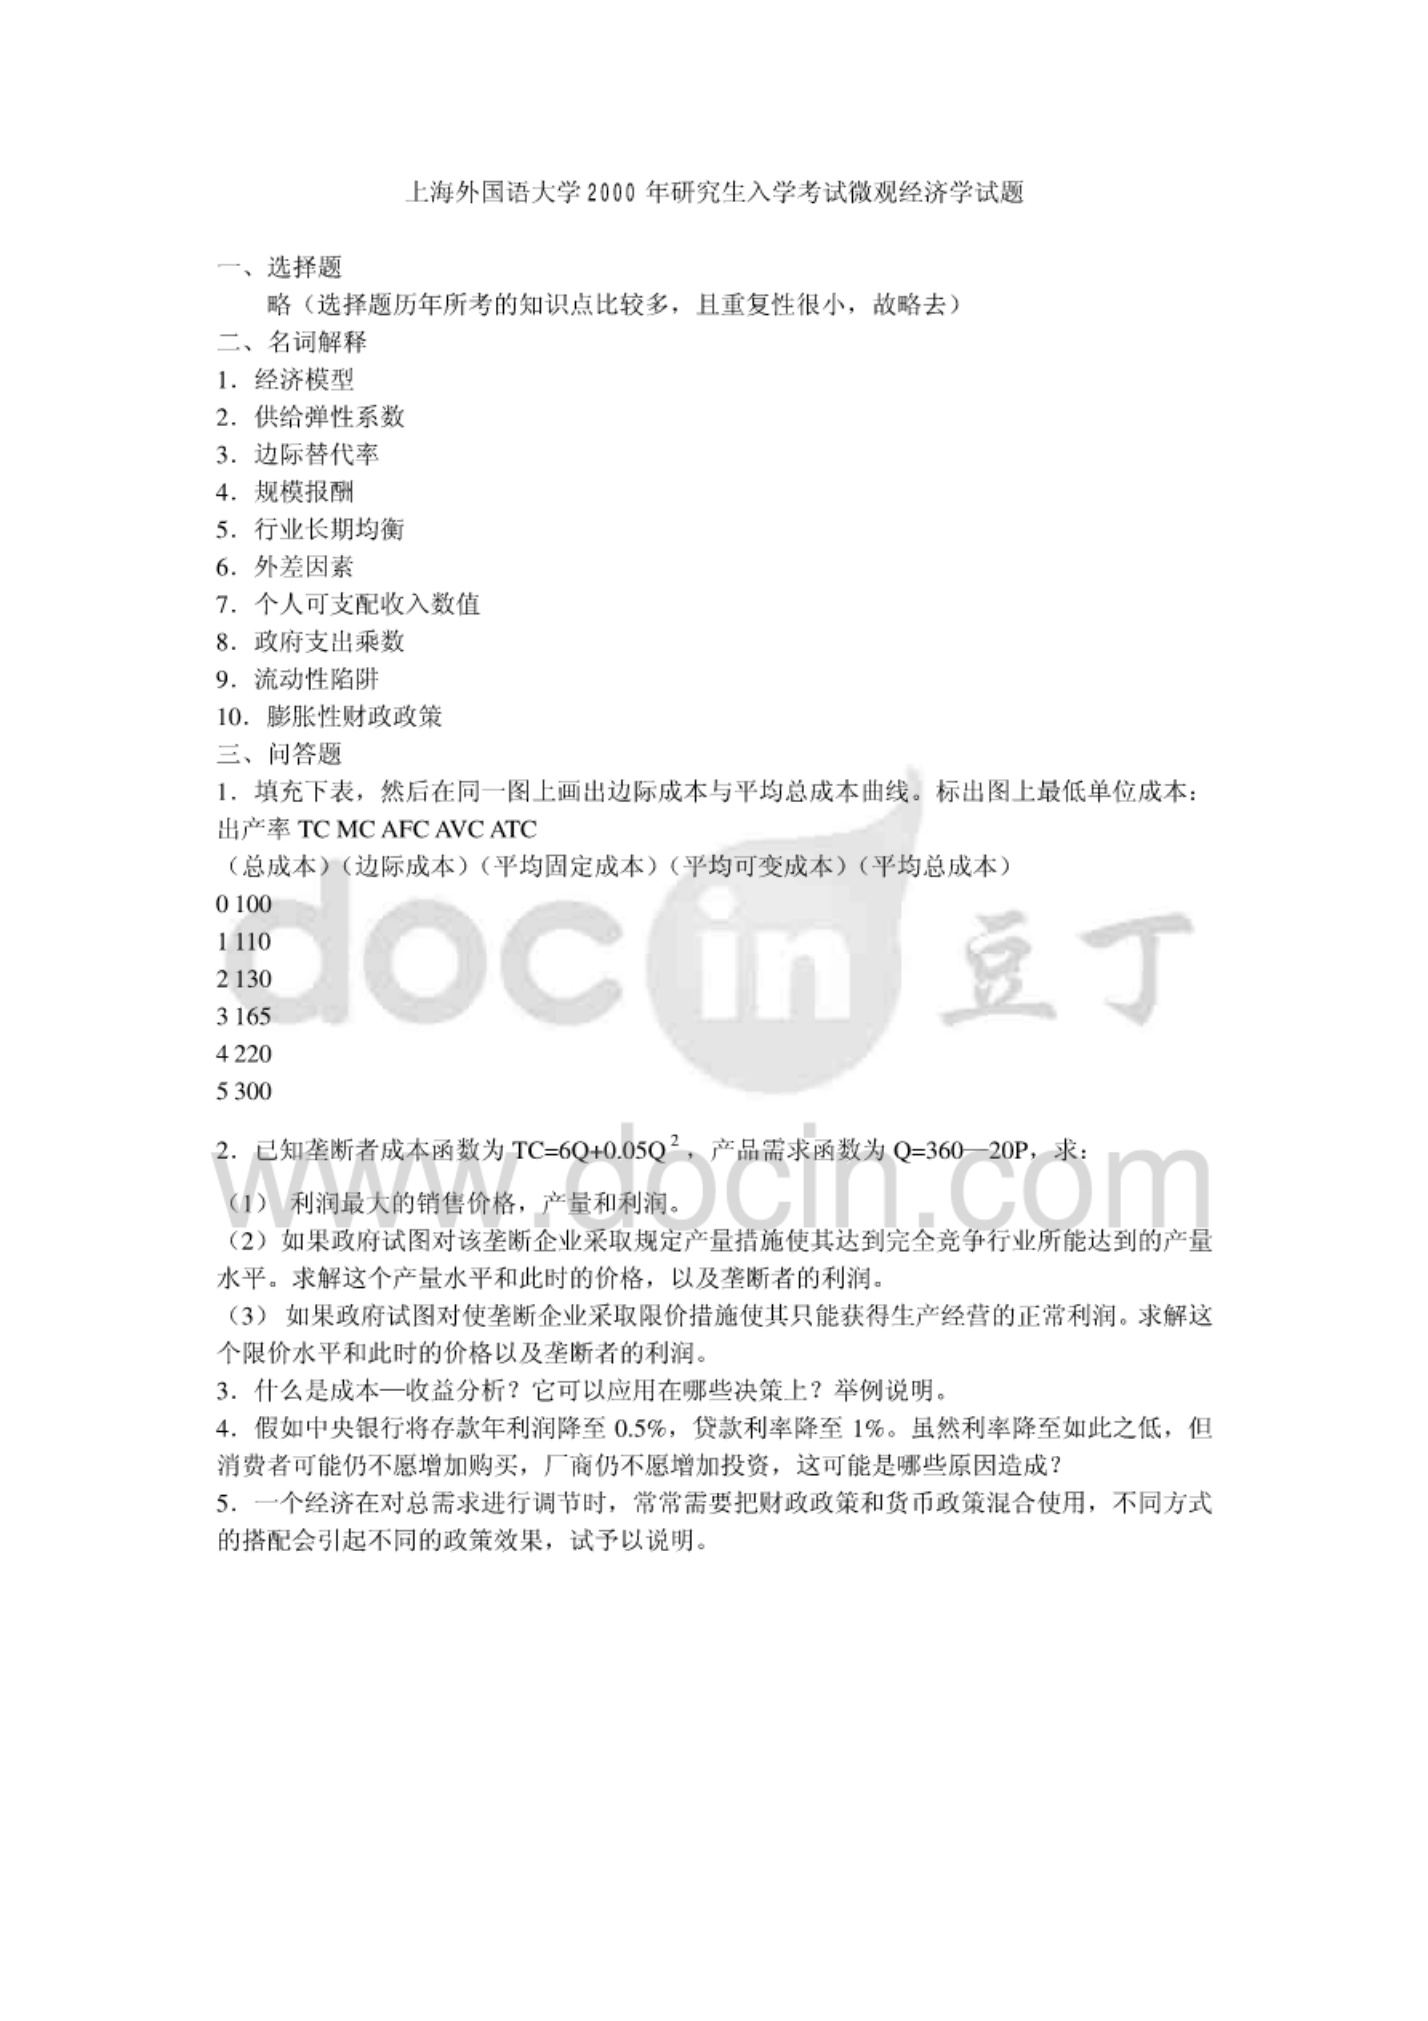 上海外国语大学2000 年研究生入学考试微观经济学试题
一、选择题
略（选择题历年所考的知识点比较多，且重复性很小，故略去）
二、名词解释
1．经济模型
2．供给弹性系数
3．边际替代率
4．规模报酬
5．行业长期均衡
6．外差因素
7．个人可支配收入数值
8．政府支出乘数
9．流动性陷阱
10．膨胀性财政政策
三、问答题
1．填充下表，然后在同一图上画出边际成本与平均总成本曲线。标出图上最低单位成本：
出产率 TC MC AFC AVC ATC
（总成本）（边际成本）（平均固定成本）（平均可变成本）（平均总成本）
0 100
1 110
2 130
3 165
4 220
5 300
doc in 豆丁
www.docin.com
2．已知垄断者成本函数为 TC=6Q+0.05Q²，产品需求函数为 Q=360—20P，求：
（1） 利润最大的销售价格，产量和利润。
（2）如果政府试图对该垄断企业采取规定产量措施使其达到完全竞争行业所能达到的产量
水平。求解这个产量水平和此时的价格，以及垄断者的利润。
（3） 如果政府试图对使垄断企业采取限价措施使其只能获得生产经营的正常利润。求解这
个限价水平和此时的价格以及垄断者的利润。
3．什么是成本—收益分析？它可以应用在哪些决策上？举例说明。
4．假如中央银行将存款年利润降至 0.5%，贷款利率降至 1%。虽然利率降至如此之低，但
消费者可能仍不愿增加购买，厂商仍不愿增加投资，这可能是哪些原因造成？
5．一个经济在对总需求进行调节时，常常需要把财政政策和货币政策混合使用，不同方式
的搭配会引起不同的政策效果，试予以说明。